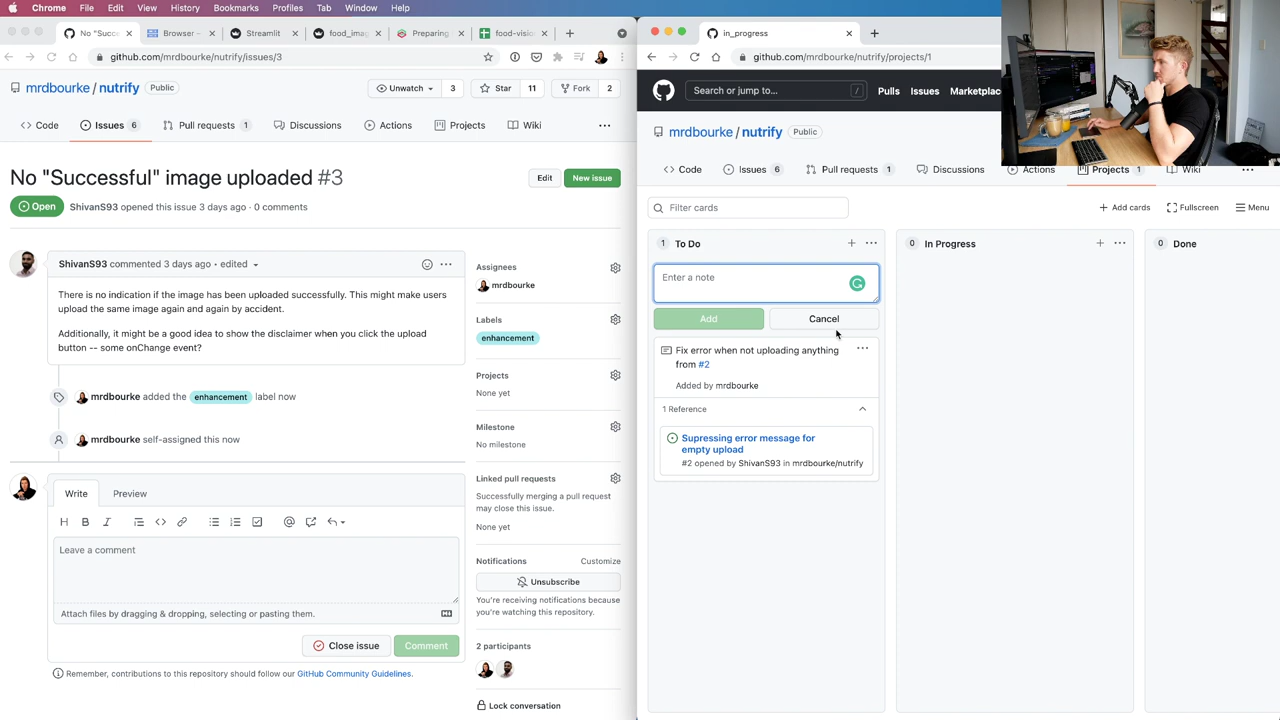 Chrome File Edit View History Bookmarks Profiles Tab Window Help
No "Succe
Browser –
Streamlit
food_imag
Preparing
food-vision
github.com/mrdbourke/nutrify/issues/3
mrdbourke / nutrify Public
Unwatch 3
Star 11
Fork 2
Code
Issues 6
Pull requests 1
Discussions
Actions
Projects
Wiki
No "Successful" image uploaded #3
Edit
New issue
Open
ShivanS93 opened this issue 3 days ago · 0 comments
ShivanS93 commented 3 days ago • edited
There is no indication if the image has been uploaded successfully. This might make users
upload the same image again and again by accident.
Additionally, it might be a good idea to show the disclaimer when you click the upload
button -- some onChange event?
mrdbourke added the enhancement label now
mrdbourke self-assigned this now
Write
Preview
H B I
Leave a comment
Attach files by dragging & dropping, selecting or pasting them.
Close issue
Comment
Remember, contributions to this repository should follow our GitHub Community Guidelines.
Assignees
mrdbourke
Labels
enhancement
Projects
None yet
Milestone
No milestone
Linked pull requests
Successfully merging a pull request
may close this issue.
None yet
Notifications
Customize
Unsubscribe
You're receiving notifications because
you're watching this repository.
2 participants
Lock conversation
in_progress
github.com/mrdbourke/nutrify/projects/1
Search or jump to... /
Pulls
Issues
Marketplac
mrdbourke / nutrify Public
Code
Issues 6
Pull requests 1
Discussions
Actions
Projects 1
Wiki
Filter cards
Add cards
Fullscreen
Menu
1 To Do
Enter a note
Add
Cancel
Fix error when not uploading anything
from #2
Added by mrdbourke
1 Reference
Supressing error message for
empty upload
#2 opened by ShivanS93 in mrdbourke/nutrify
0 In Progress
0 Done